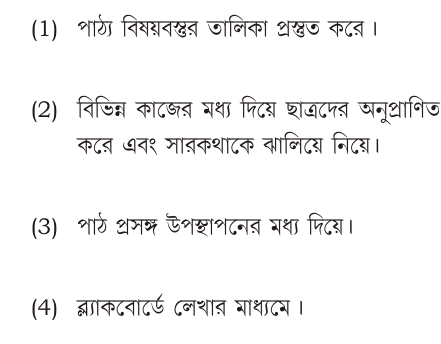 (1) পাঠ্য বিষয়বস্তুর তালিকা প্রস্তুত করে।
(2) বিভিন্ন কাজের মধ্য দিয়ে ছাত্রদের অনুপ্রাণিত
করে এবং সারকথাকে ঝালিয়ে নিয়ে।
(3) পাঠ প্রসঙ্গ উপস্থাপনের মধ্য দিয়ে।
(4) ব্ল্যাকবোর্ডে লেখার মাধ্যমে।